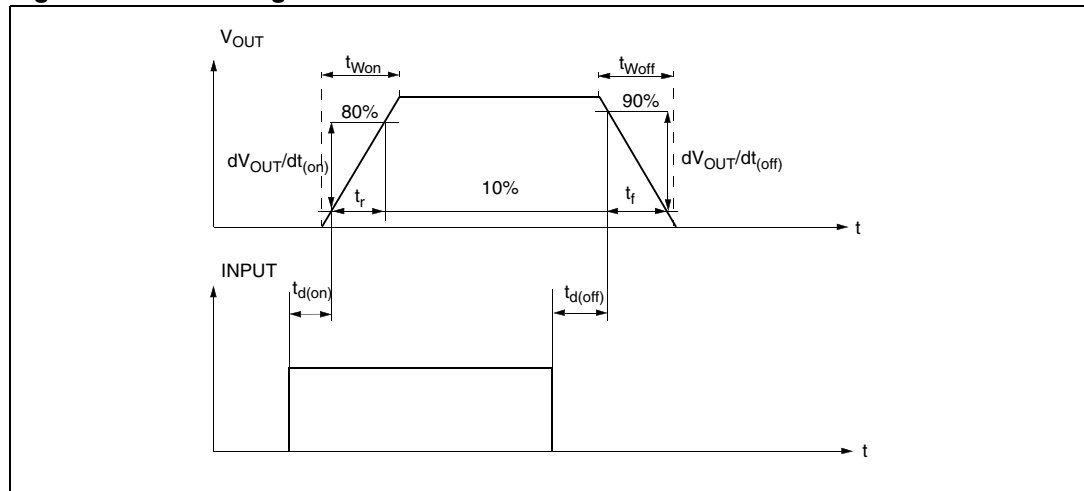 V_OUT
t_Won
t_Woff
80%
90%
dV_OUT/dt_(on)
dV_OUT/dt_(off)
t_r
10%
t_f
t
INPUT
t_d(on)
t_d(off)
t